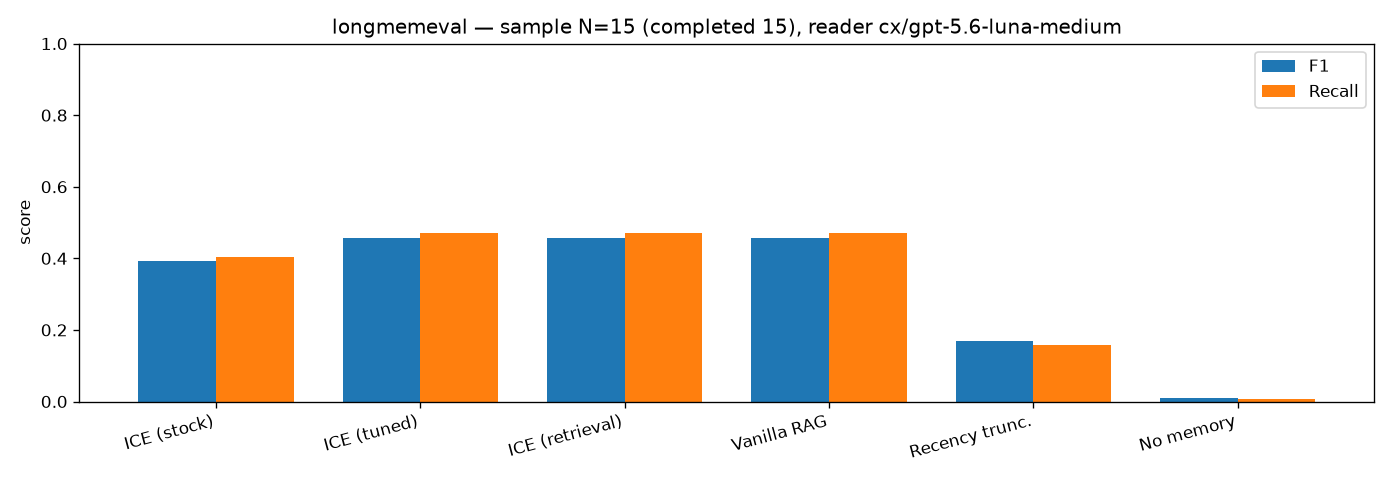 longmemeval — sample N=15 (completed 15), reader cx/gpt-5.6-luna-medium
F1
Recall
score
1.0
0.8
0.6
0.4
0.2
0.0
ICE (stock)
ICE (tuned)
ICE (retrieval)
Vanilla RAG
Recency trunc.
No memory